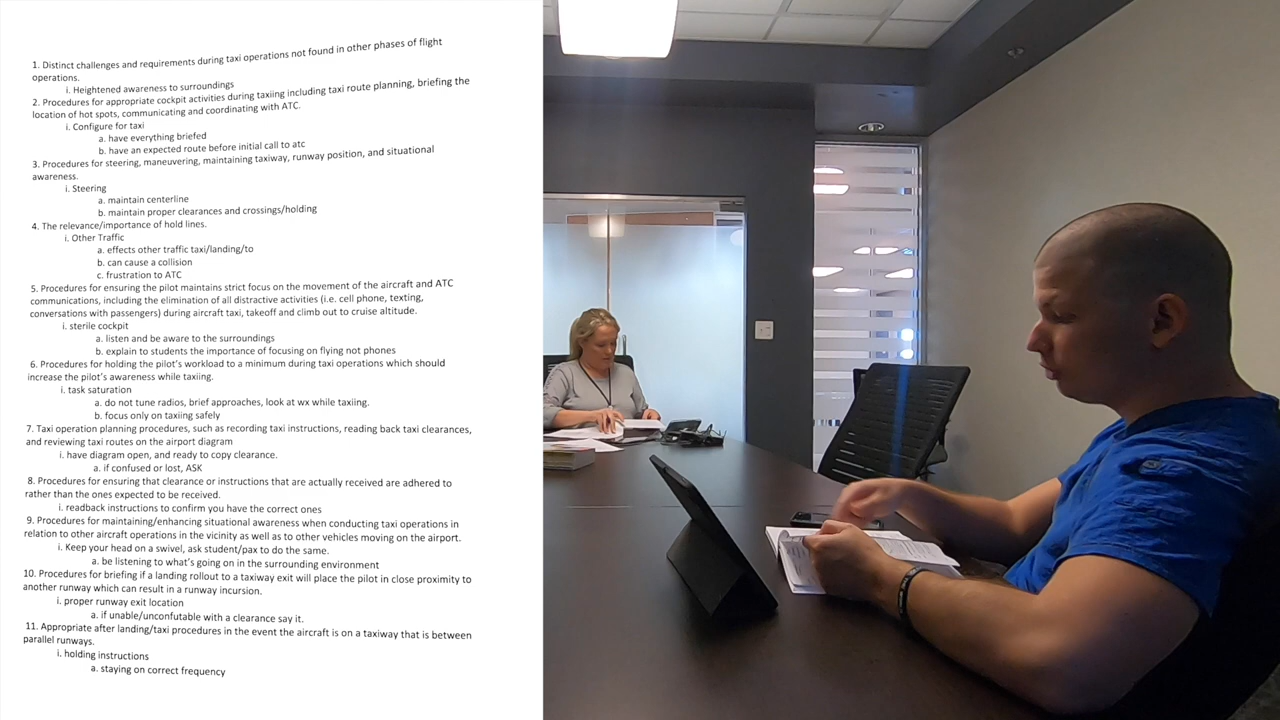 1. Distinct challenges and requirements during taxi operations not found in other phases of flight
operations.
i. Heightened awareness to surroundings
2. Procedures for appropriate cockpit activities during taxiing including taxi route planning, briefing the
location of hot spots, communicating and coordinating with ATC.
i. Configure for taxi
a. have everything briefed
b. have an expected route before initial call to atc
3. Procedures for steering, maneuvering, maintaining taxiway, runway position, and situational
awareness.
i. Steering
a. maintain centerline
b. maintain proper clearances and crossings/holding
4. The relevance/importance of hold lines.
i. Other Traffic
a. effects other traffic taxi/landing/to
b. can cause a collision
c. frustration to ATC
5. Procedures for ensuring the pilot maintains strict focus on the movement of the aircraft and ATC
communications, including the elimination of all distractive activities (i.e. cell phone, texting,
conversations with passengers) during aircraft taxi, takeoff and climb out to cruise altitude.
i. sterile cockpit
a. listen and be aware to the surroundings
b. explain to students the importance of focusing on flying not phones
6. Procedures for holding the pilot's workload to a minimum during taxi operations which should
increase the pilot's awareness while taxiing.
i. task saturation
a. do not tune radios, brief approaches, look at wx while taxiing.
b. focus only on taxiing safely
7. Taxi operation planning procedures, such as recording taxi instructions, reading back taxi clearances,
and reviewing taxi routes on the airport diagram
i. have diagram open, and ready to copy clearance.
a. if confused or lost, ASK
8. Procedures for ensuring that clearance or instructions that are actually received are adhered to
rather than the ones expected to be received.
i. readback instructions to confirm you have the correct ones
9. Procedures for maintaining/enhancing situational awareness when conducting taxi operations in
relation to other aircraft operations in the vicinity as well as to other vehicles moving on the airport.
i. Keep your head on a swivel, ask student/pax to do the same.
a. be listening to what's going on in the surrounding environment
10. Procedures for briefing if a landing rollout to a taxiway exit will place the pilot in close proximity to
another runway which can result in a runway incursion.
i. proper runway exit location
a. if unable/unconfutable with a clearance say it.
11. Appropriate after landing/taxi procedures in the event the aircraft is on a taxiway that is between
parallel runways.
i. holding instructions
a. staying on correct frequency